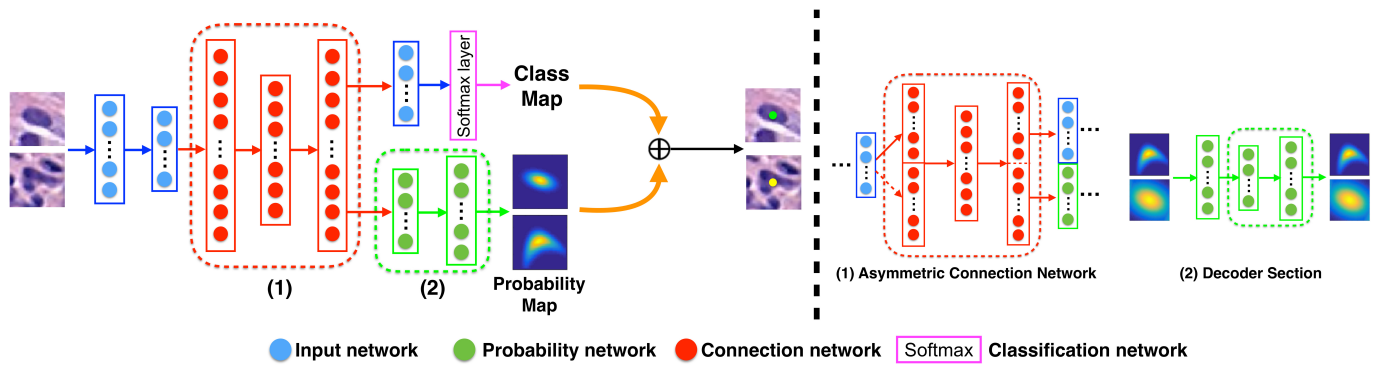 Softmax layer
Class
Map
(1)
(2)
Probability
Map
(1) Asymmetric Connection Network
(2) Decoder Section
Input network
Probability network
Connection network
Softmax
Classification network